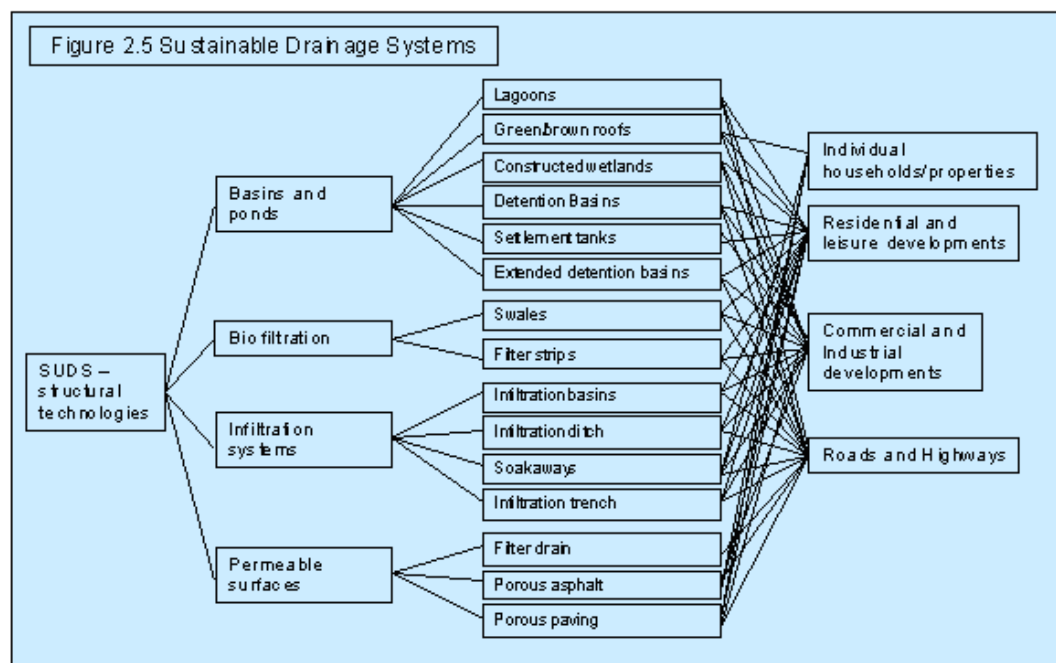 Figure 2.5 Sustainable Drainage Systems
SUDS –
structural
technologies
Basins and
ponds
Bio filtration
Infiltration
systems
Permeable
surfaces
Lagoons
Green/brown roofs
Constructed wetlands
Detention Basins
Settlement tanks
Extended detention basins
Swales
Filter strips
Infiltration basins
Infiltration ditch
Soakaways
Infiltration trench
Filter drain
Porous asphalt
Porous paving
Individual
households/properties
Residential and
leisure developments
Commercial and
Industrial
developments
Roads and Highways